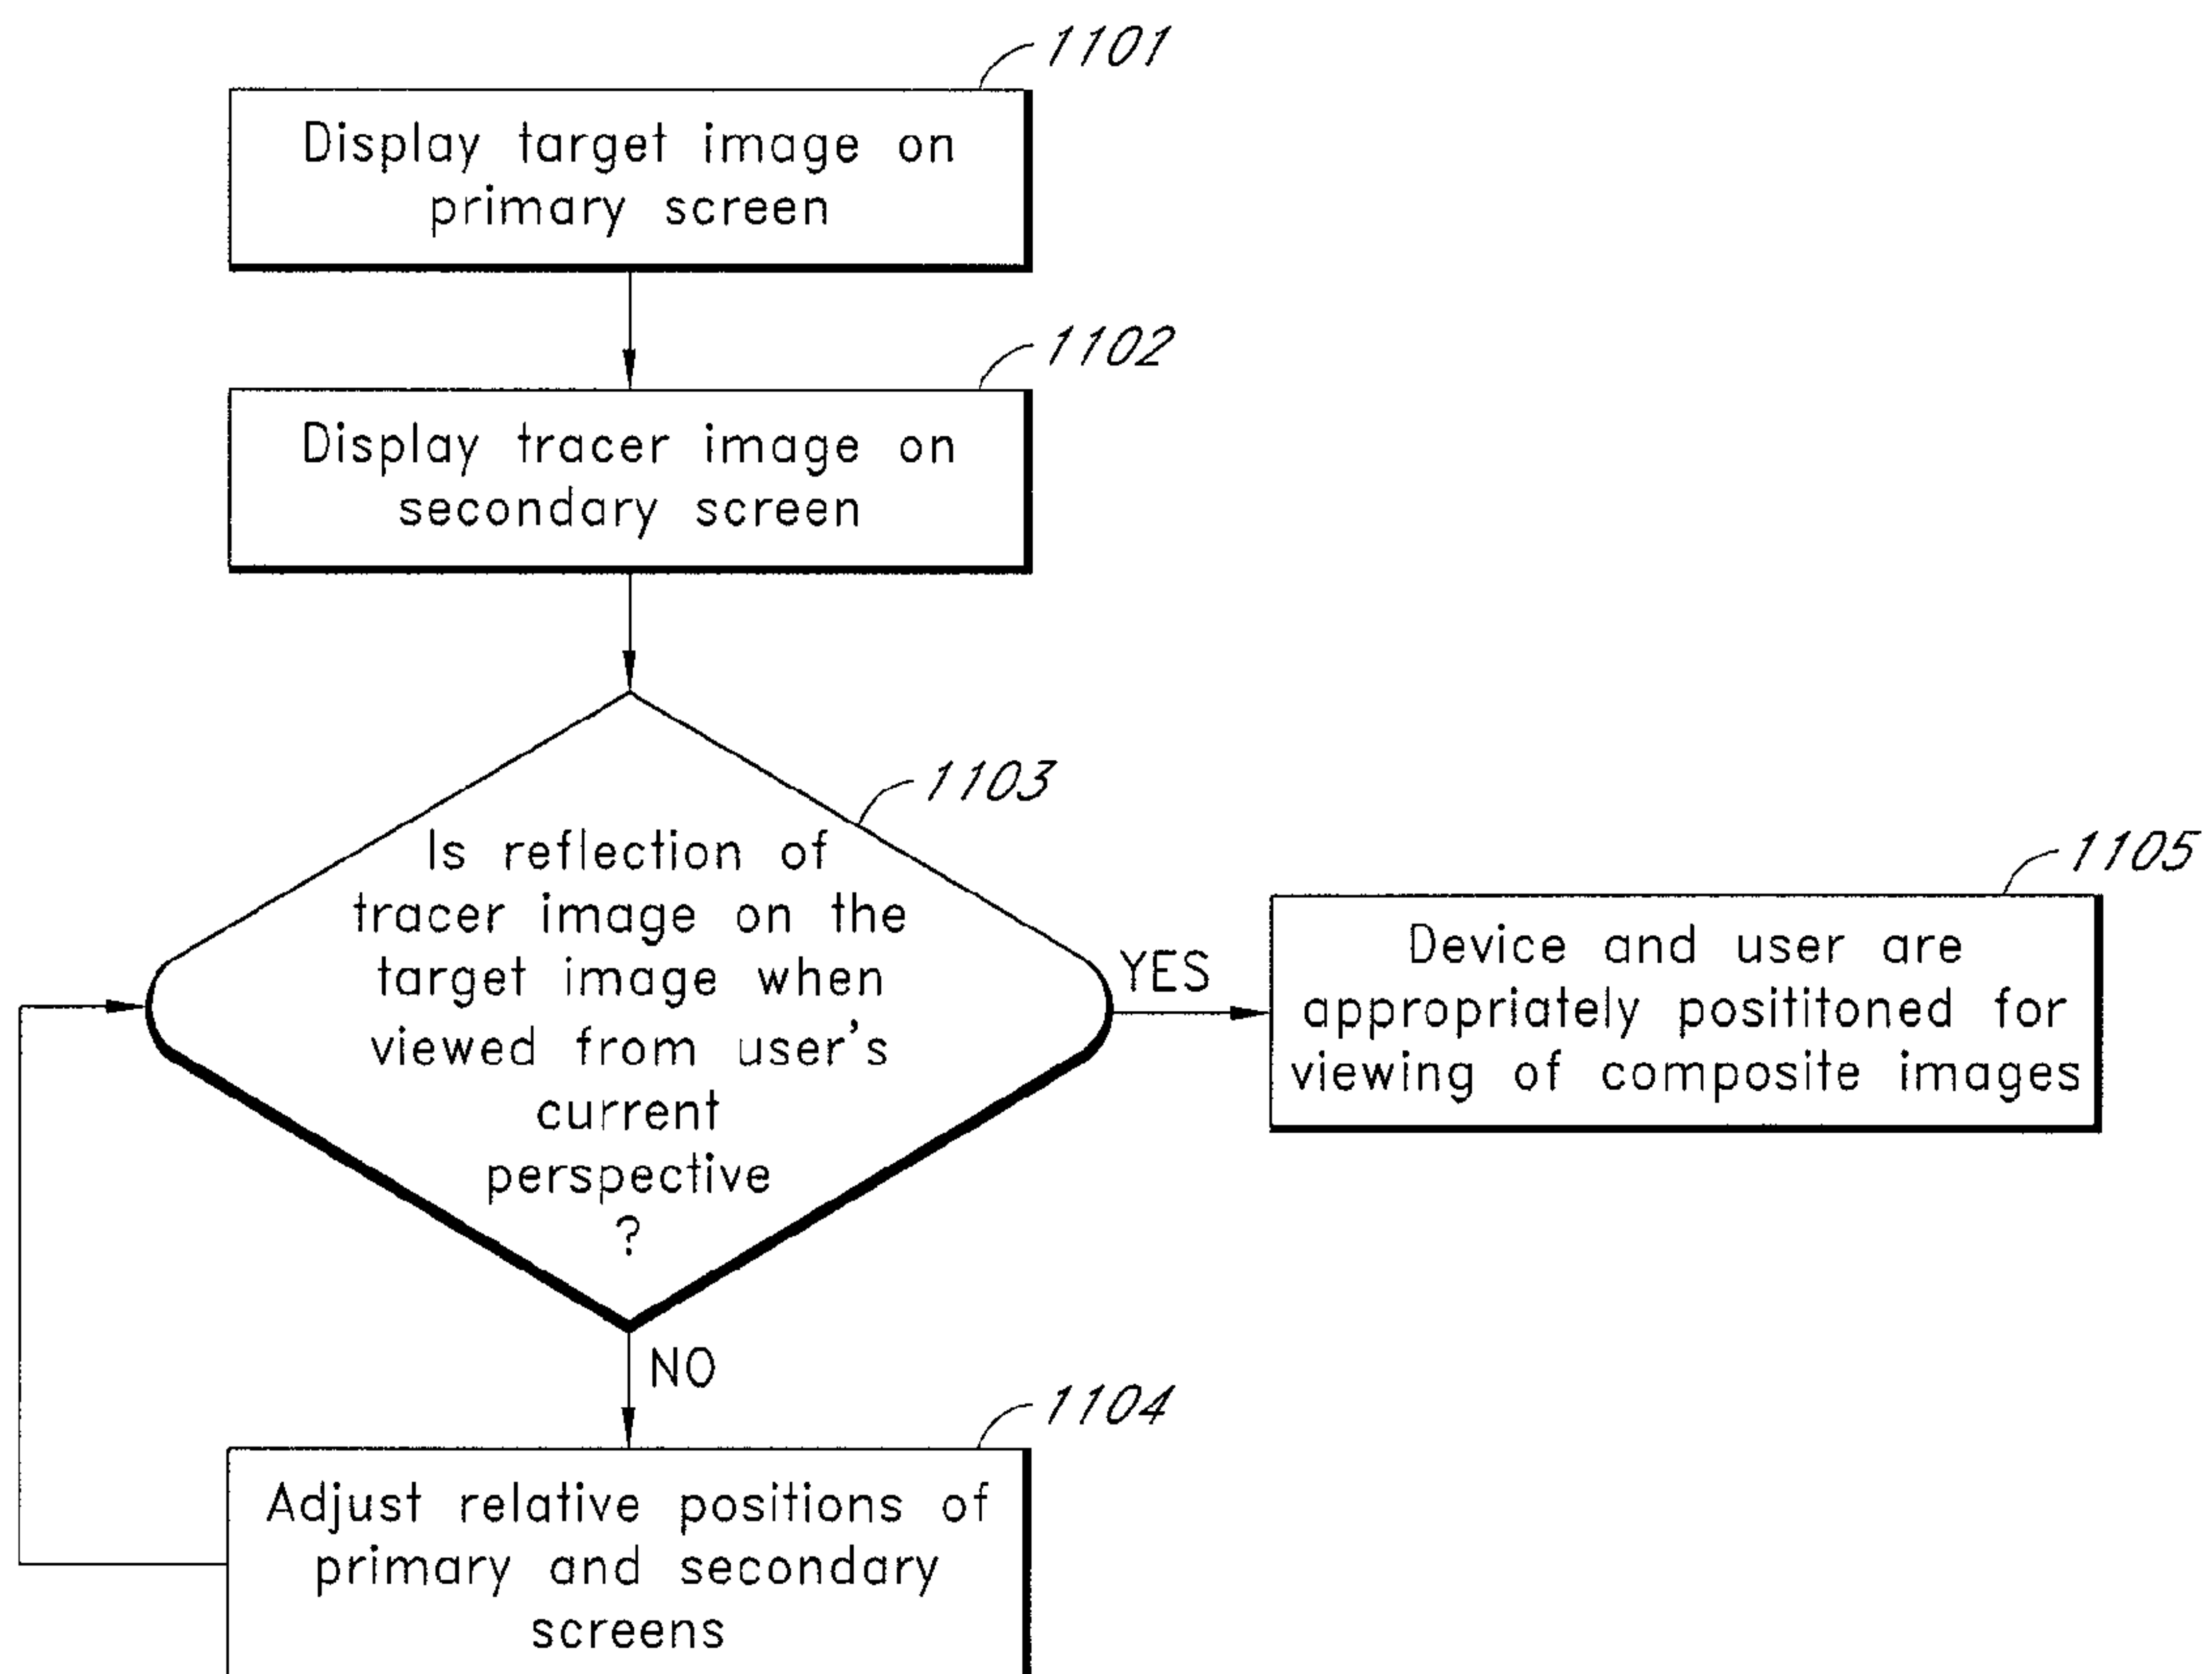 1101
Display target image on
primary screen
1102
Display tracer image on
secondary screen
1103
Is reflection of
tracer image on the
target image when
viewed from user's
current
perspective
?
YES
1105
Device and user are
appropriately posititoned for
viewing of composite images
NO
1104
Adjust relative positions of
primary and secondary
screens